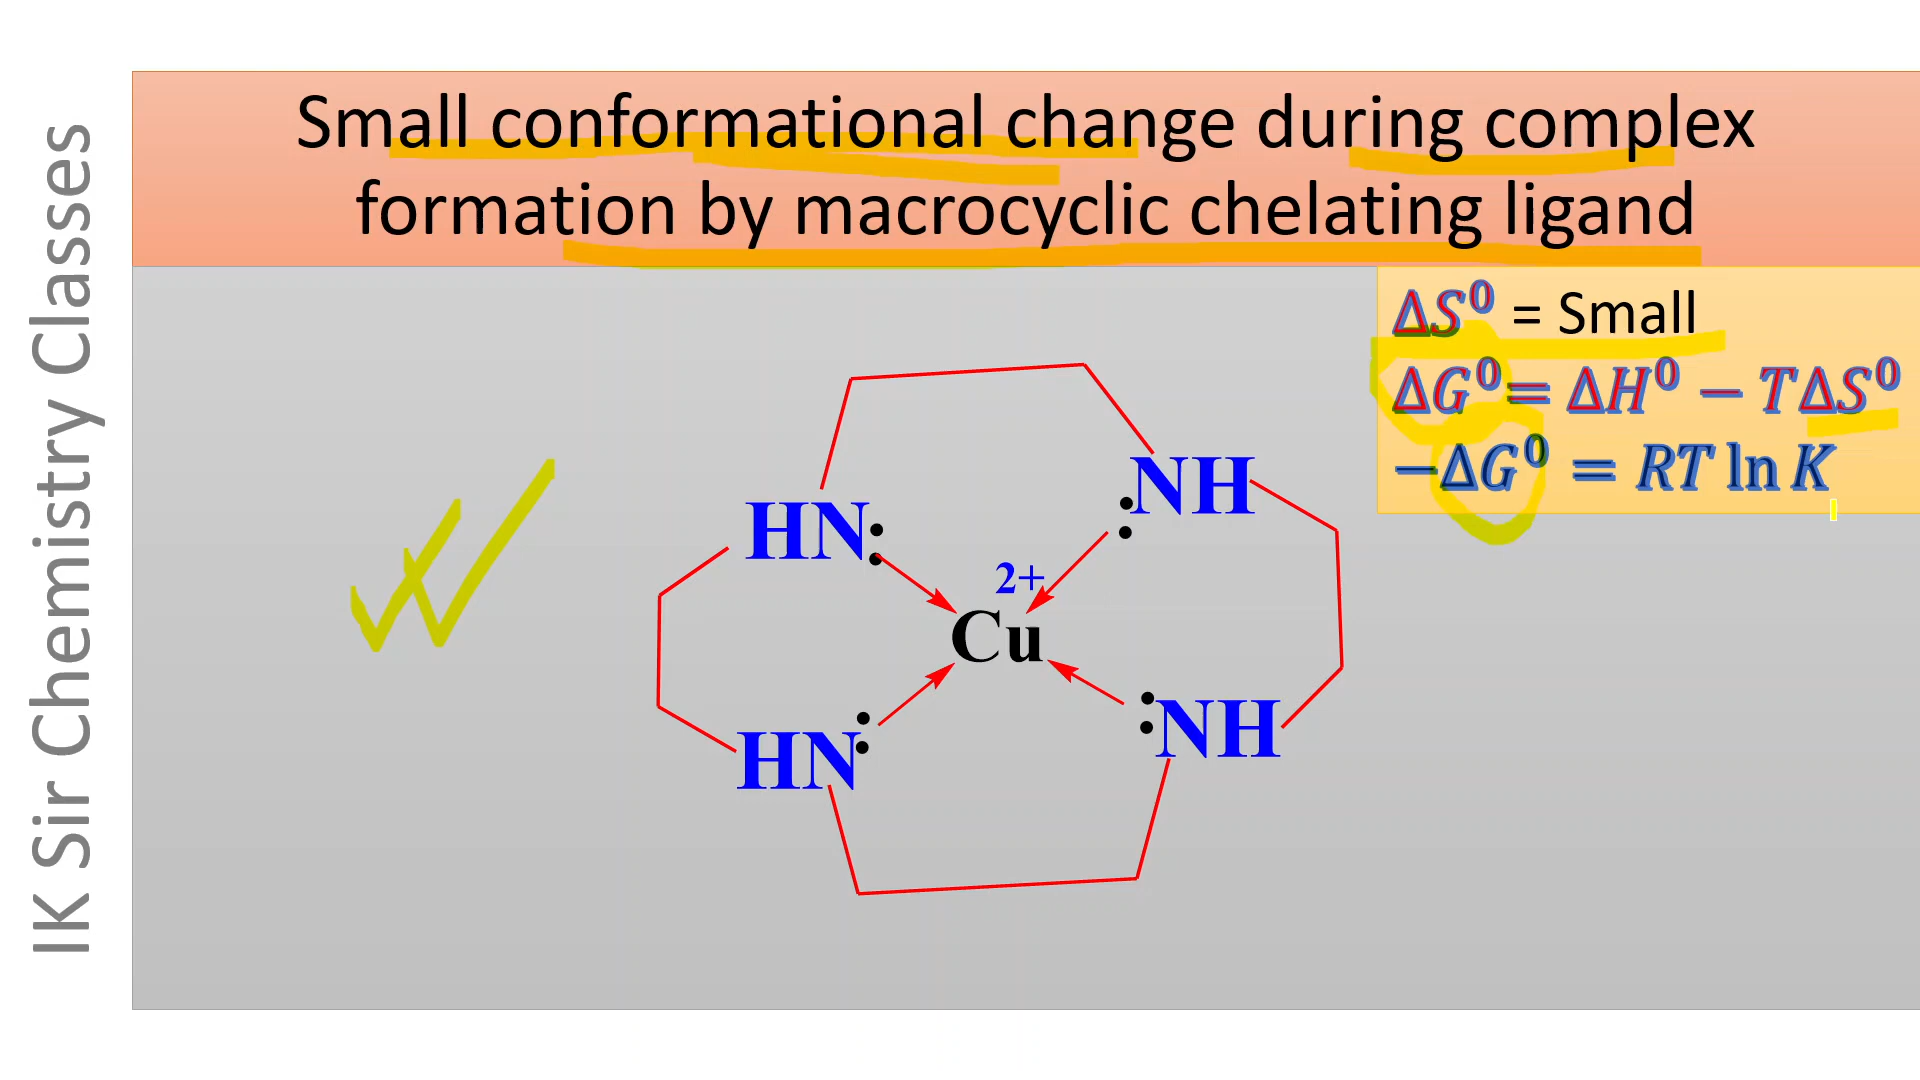 IK Sir Chemistry Classes
Small conformational change during complex
formation by macrocyclic chelating ligand
ΔS⁰ = Small
ΔG⁰ = ΔH⁰ − TΔS⁰
−ΔG⁰ = RT ln K
NH
HN
2+
Cu
NH
HN